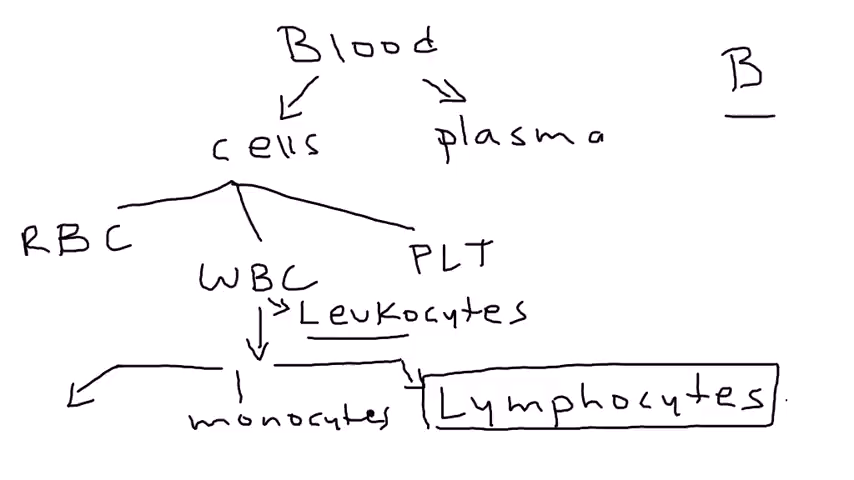 Blood
B
cells
plasma
RBC
WBC
PLT
Leukocytes
monocytes
Lymphocytes